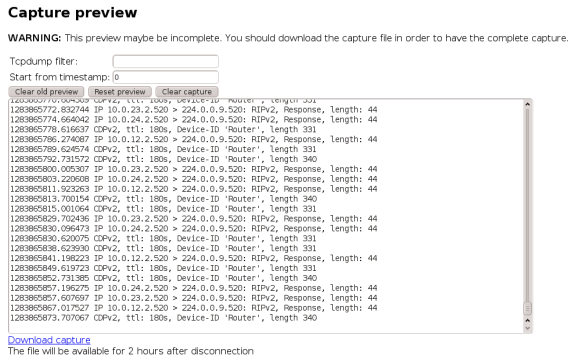 Capture preview
WARNING: This preview maybe be incomplete. You should download the capture file in order to have the complete capture.
Tcpdump filter:
Start from timestamp: 0
Clear old preview Reset preview Clear capture
1283865770.604589 CDPv2, ttl: 180s, Device-ID 'Router', length 331
1283865772.832744 IP 10.0.23.2.520 > 224.0.0.9.520: RIPv2, Response, length: 44
1283865774.664042 IP 10.0.24.2.520 > 224.0.0.9.520: RIPv2, Response, length: 44
1283865778.616637 CDPv2, ttl: 180s, Device-ID 'Router', length 331
1283865786.274087 IP 10.0.12.2.520 > 224.0.0.9.520: RIPv2, Response, length: 44
1283865789.624574 CDPv2, ttl: 180s, Device-ID 'Router', length 331
1283865792.731572 CDPv2, ttl: 180s, Device-ID 'Router', length 340
1283865800.005307 IP 10.0.23.2.520 > 224.0.0.9.520: RIPv2, Response, length: 44
1283865803.220608 IP 10.0.24.2.520 > 224.0.0.9.520: RIPv2, Response, length: 44
1283865811.923263 IP 10.0.12.2.520 > 224.0.0.9.520: RIPv2, Response, length: 44
1283865813.700154 CDPv2, ttl: 180s, Device-ID 'Router', length 340
1283865815.001064 CDPv2, ttl: 180s, Device-ID 'Router', length 331
1283865829.702436 IP 10.0.23.2.520 > 224.0.0.9.520: RIPv2, Response, length: 44
1283865830.096473 IP 10.0.24.2.520 > 224.0.0.9.520: RIPv2, Response, length: 44
1283865830.620075 CDPv2, ttl: 180s, Device-ID 'Router', length 331
1283865838.623930 CDPv2, ttl: 180s, Device-ID 'Router', length 331
1283865841.198223 IP 10.0.12.2.520 > 224.0.0.9.520: RIPv2, Response, length: 44
1283865849.619723 CDPv2, ttl: 180s, Device-ID 'Router', length 331
1283865852.731385 CDPv2, ttl: 180s, Device-ID 'Router', length 340
1283865857.196275 IP 10.0.24.2.520 > 224.0.0.9.520: RIPv2, Response, length: 44
1283865857.607697 IP 10.0.23.2.520 > 224.0.0.9.520: RIPv2, Response, length: 44
1283865867.017527 IP 10.0.12.2.520 > 224.0.0.9.520: RIPv2, Response, length: 44
1283865873.707067 CDPv2, ttl: 180s, Device-ID 'Router', length 340
Download capture
The file will be available for 2 hours after disconnection